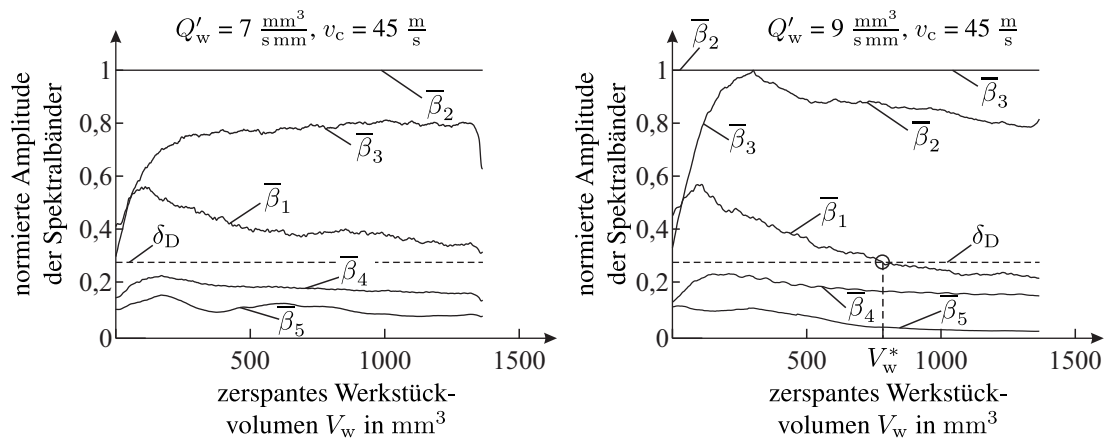 Q′w = 7 mm³/s mm, vc = 45 m/s
normierte Amplitude
der Spektralbänder
1
0,8
0,6
0,4
0,2
0
β̅2
β̅3
β̅1
δD
β̅4
β̅5
500
1000
1500
zerspantes Werkstück-
volumen Vw in mm³
Q′w = 9 mm³/s mm, vc = 45 m/s
normierte Amplitude
der Spektralbänder
β̅2
1
0,8
0,6
0,4
0,2
0
β̅3
β̅3
β̅2
β̅1
δD
β̅4
β̅5
500
V*w
1000
1500
zerspantes Werkstück-
volumen Vw in mm³